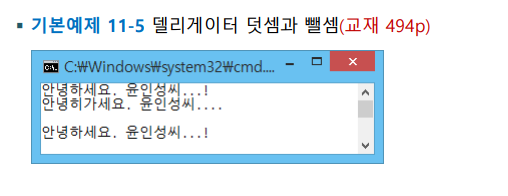 ▪ 기본예제 11-5 델리게이터 덧셈과 뺄셈(교재 494p)
C:\Windows\system32\cmd....
안녕하세요. 윤인성씨...!
안녕히가세요. 윤인성씨....
안녕하세요. 윤인성씨...!